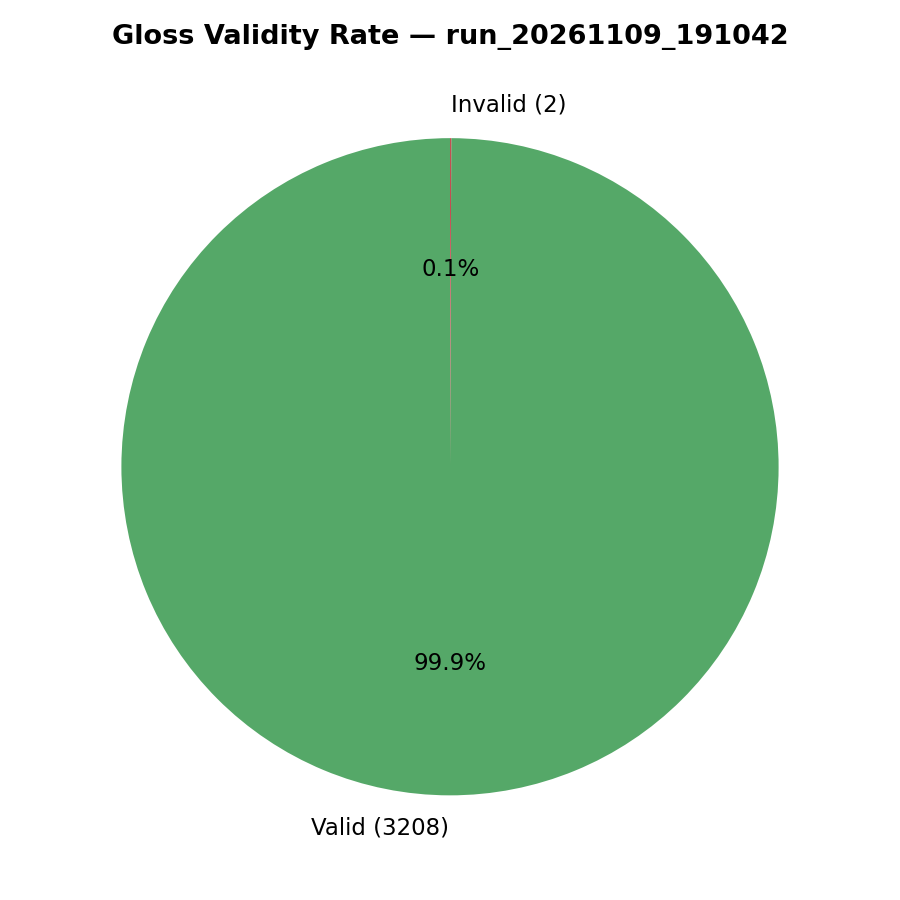 Gloss Validity Rate — run_20261109_191042
Invalid (2)
0.1%
99.9%
Valid (3208)